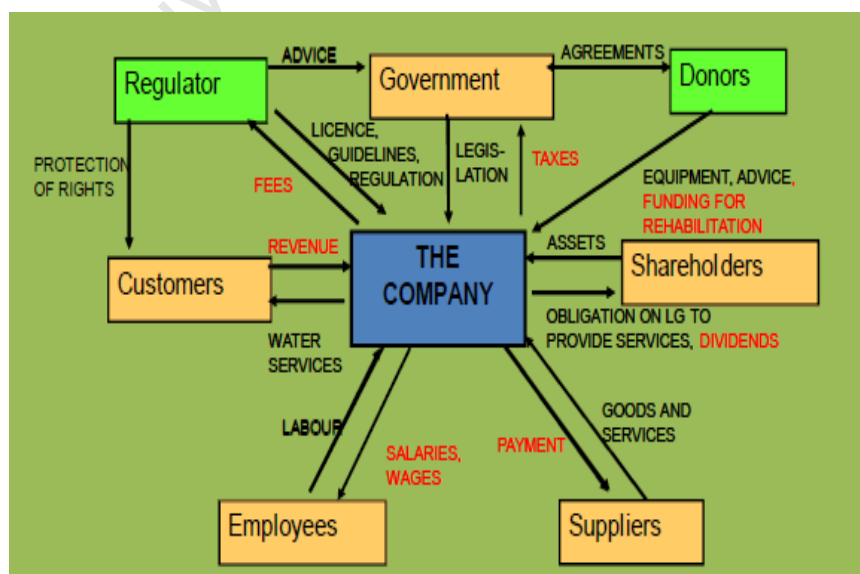 ADVICE
AGREEMENTS
Regulator
Government
Donors
LICENCE,
GUIDELINES,
REGULATION
LEGIS-
LATION
TAXES
PROTECTION
OF RIGHTS
FEES
EQUIPMENT, ADVICE,
FUNDING FOR
REHABILITATION
REVENUE
THE
COMPANY
ASSETS
Shareholders
Customers
OBLIGATION ON LG TO
PROVIDE SERVICES, DIVIDENDS
WATER
SERVICES
LABOUR
SALARIES,
WAGES
PAYMENT
GOODS AND
SERVICES
Employees
Suppliers